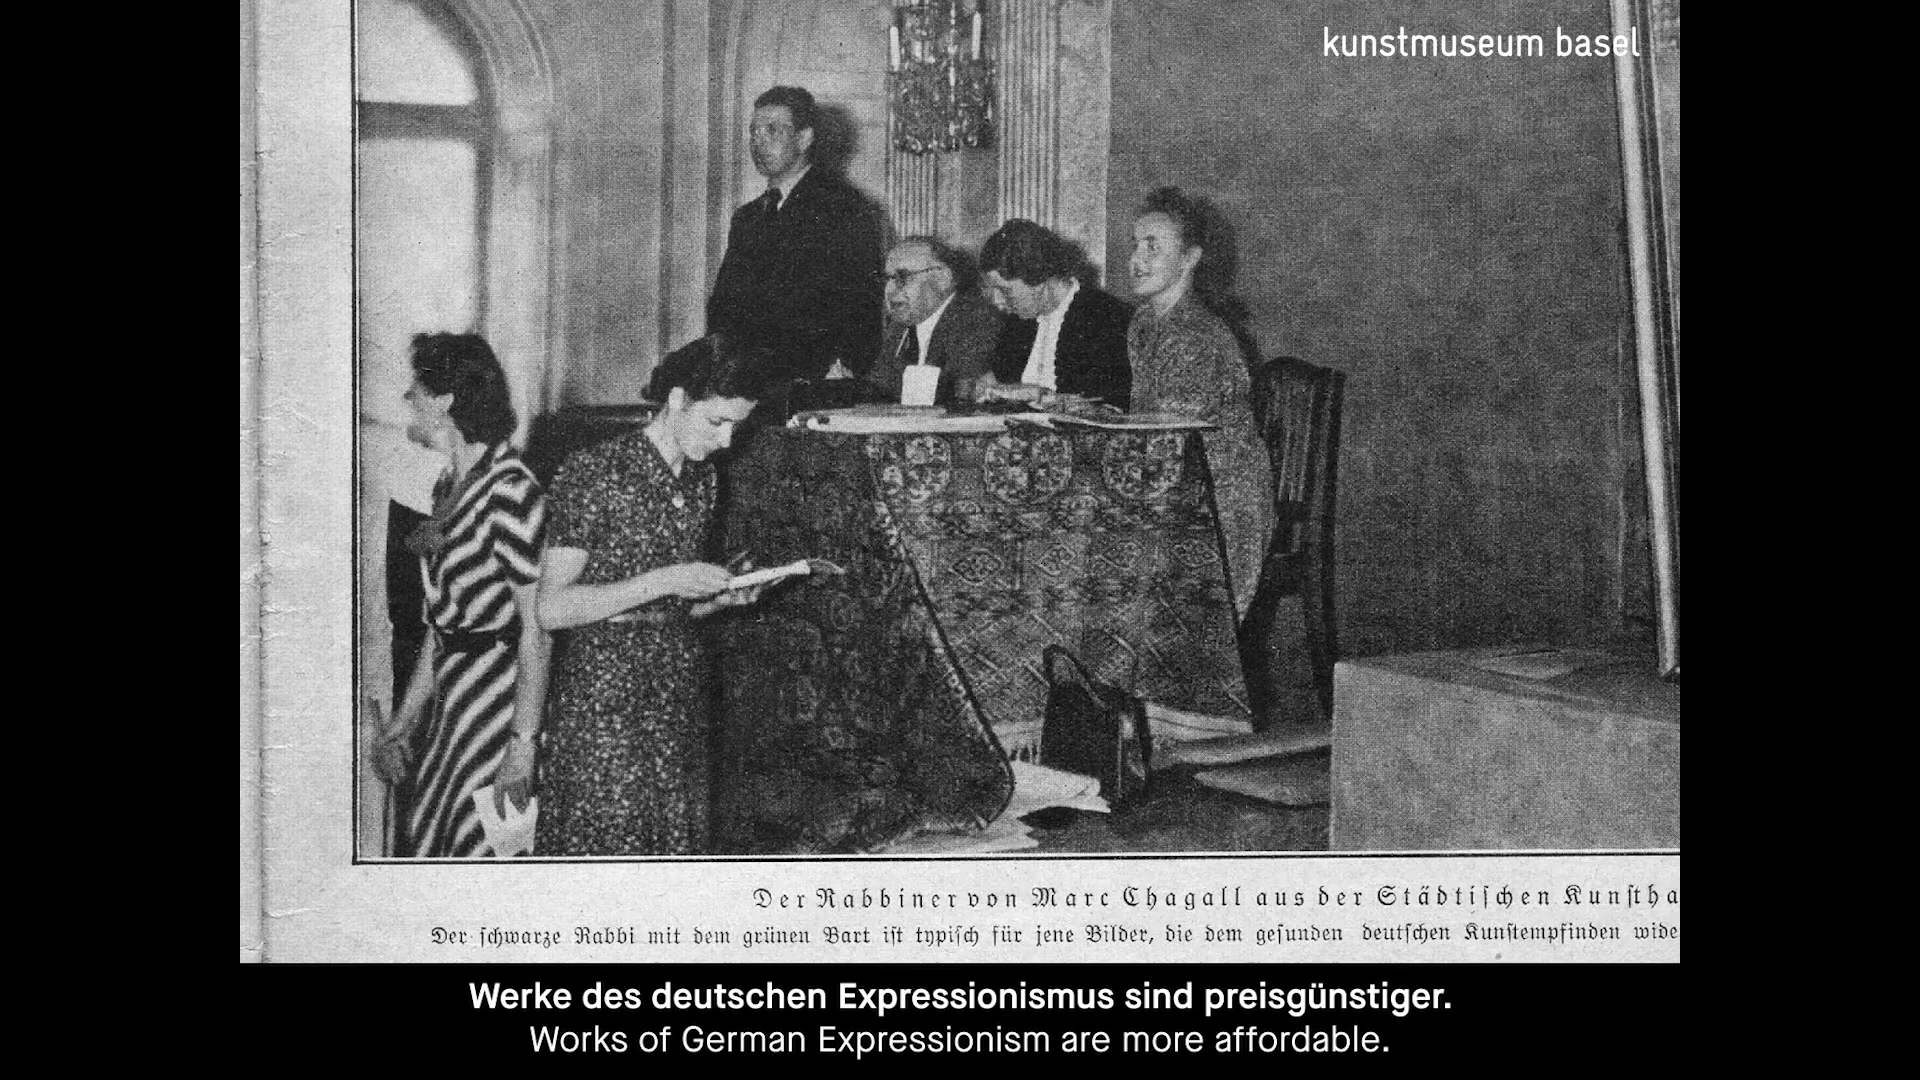 kunstmuseum basel
Der Rabbiner von Marc Chagall aus der Städtischen Kunstha
Der schwarze Rabbi mit dem grünen Bart ist typisch für jene Bilder, die dem gesunden deutschen Kunstempfinden wide
Werke des deutschen Expressionismus sind preisgünstiger.
Works of German Expressionism are more affordable.